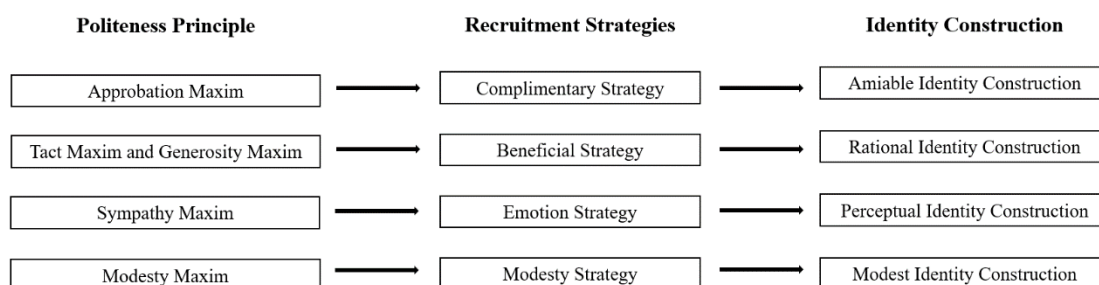 Politeness Principle Recruitment Strategies Identity Construction
Approbation Maxim Complimentary Strategy Amiable Identity Construction
Tact Maxim and Generosity Maxim Beneficial Strategy Rational Identity Construction
Sympathy Maxim Emotion Strategy Perceptual Identity Construction
Modesty Maxim Modesty Strategy Modest Identity Construction